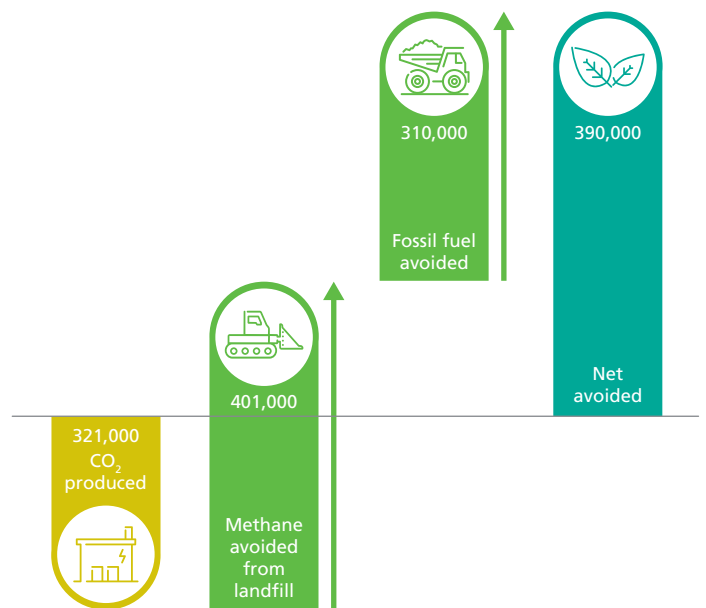 321,000
CO₂
produced
401,000
Methane
avoided
from
landfill
310,000
Fossil fuel
avoided
390,000
Net
avoided